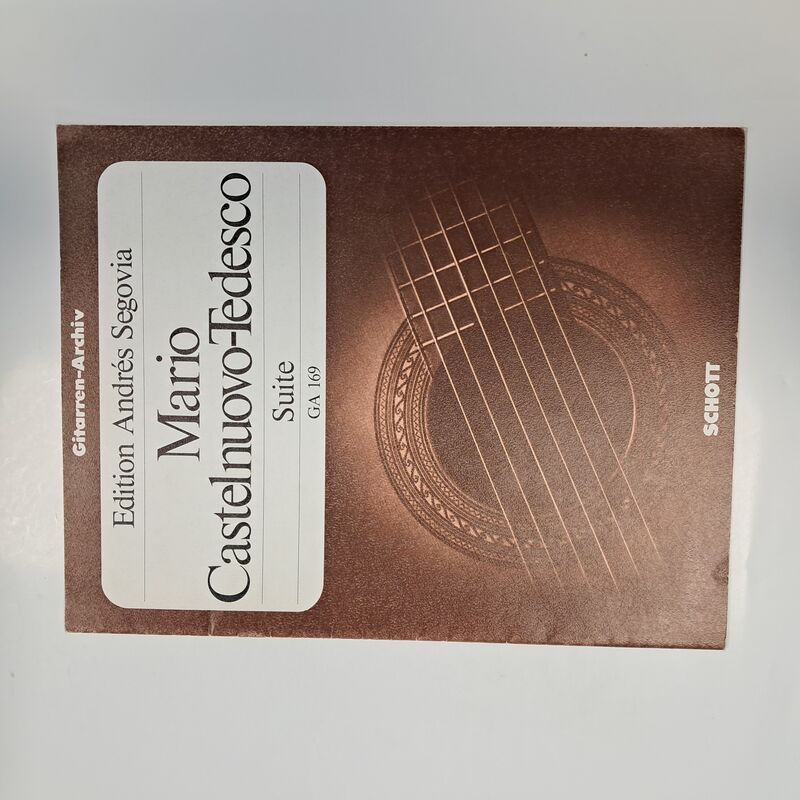 Gitarren-Archiv
Edition Andrés Segovia
Mario
Castelnuovo-Tedesco
Suite
GA 169
SCHOTT